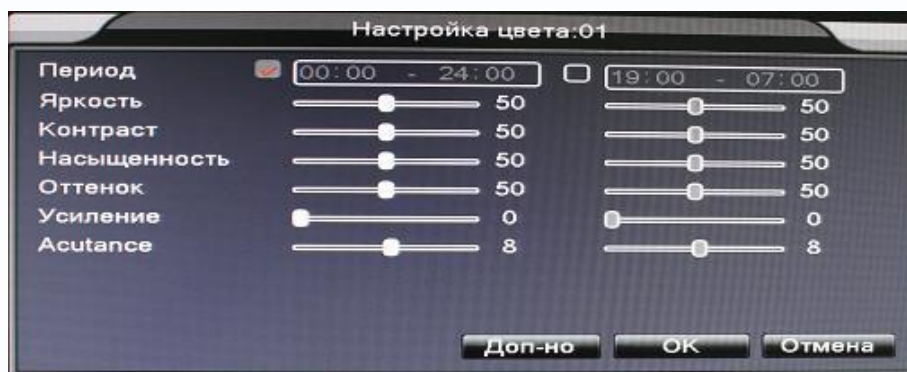 Настройка цвета:01
Период 00:00 - 24:00 19:00 - 07:00
Яркость 50 50
Контраст 50 50
Насыщенность 50 50
Оттенок 50 50
Усиление 0 0
Acutance 8 8
Доп-но OK Отмена